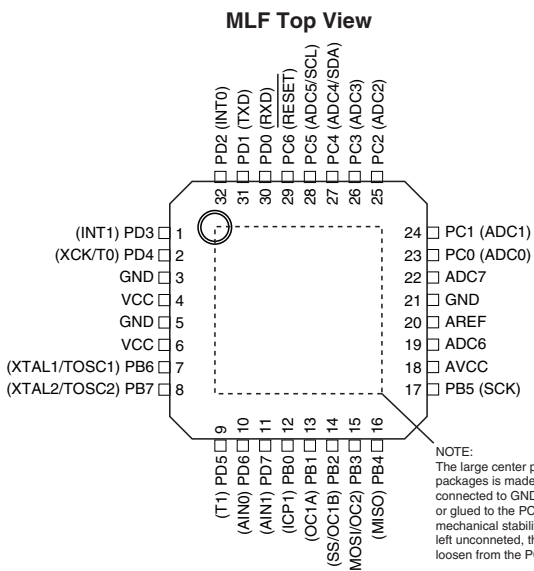 MLF Top View
PD2 (INT0)
PD1 (TXD)
PD0 (RXD)
PC6 (RESET)
PC5 (ADC5/SCL)
PC4 (ADC4/SDA)
PC3 (ADC3)
PC2 (ADC2)
32
31
30
29
28
27
26
25
(INT1) PD3 1
(XCK/T0) PD4 2
GND 3
VCC 4
GND 5
VCC 6
(XTAL1/TOSC1) PB6 7
(XTAL2/TOSC2) PB7 8
24 PC1 (ADC1)
23 PC0 (ADC0)
22 ADC7
21 GND
20 AREF
19 ADC6
18 AVCC
17 PB5 (SCK)
9
10
11
12
13
14
15
16
(T1) PD5
(AIN0) PD6
(AIN1) PD7
(ICP1) PB0
(OC1A) PB1
(SS/OC1B) PB2
MOSI/OC2) PB3
(MISO) PB4
NOTE:
The large center p
packages is made
connected to GND
or glued to the PC
mechanical stabili
left unconneted, th
loosen from the PC